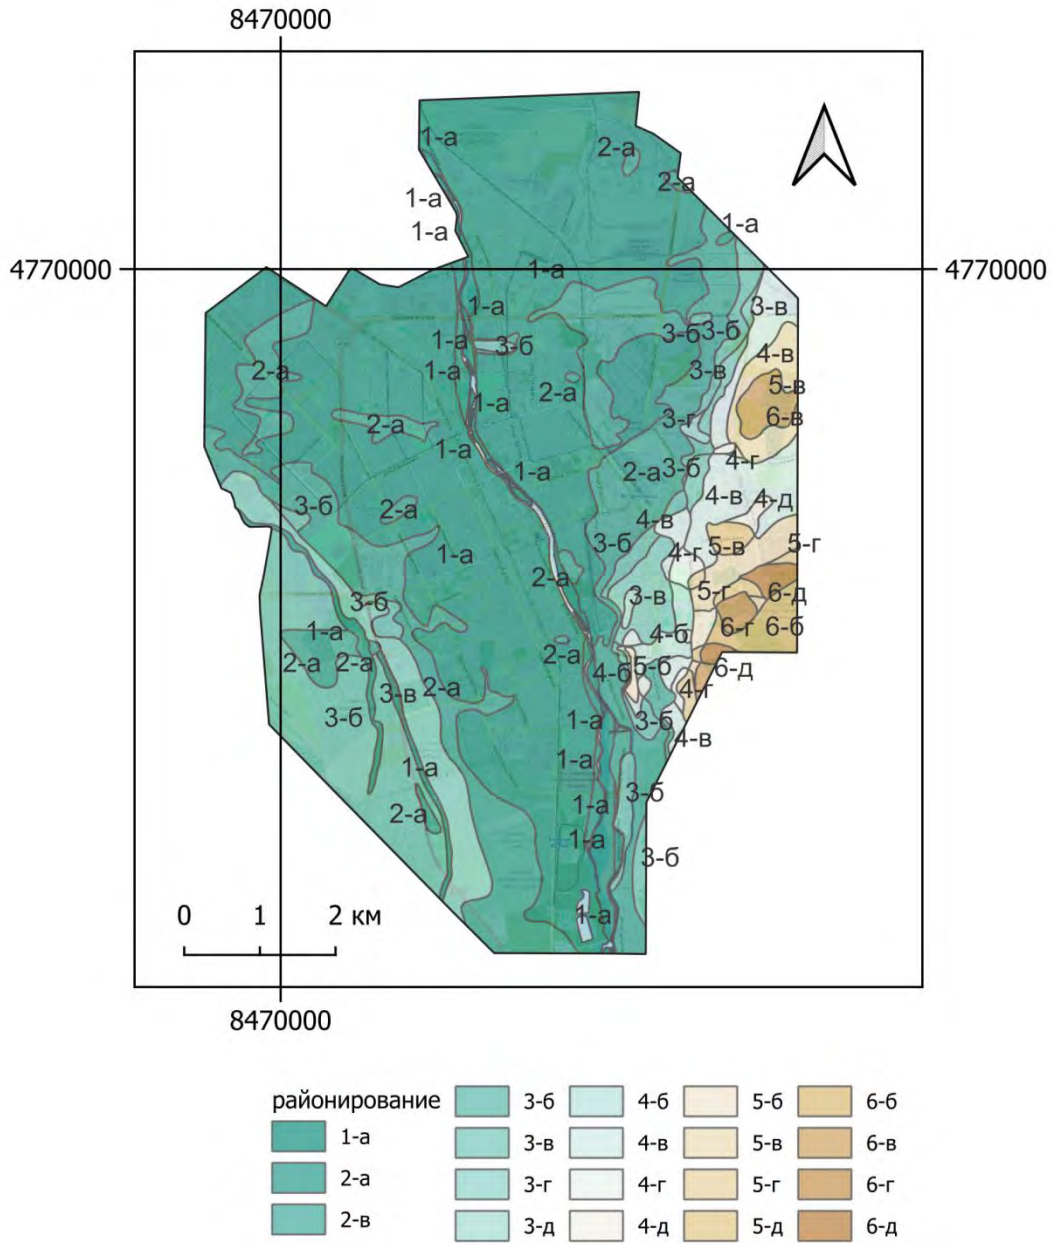 8470000
1-а
2-а
2-а
1-а
1-а
1-а
4770000
1-а
4770000
1-а
3-в
1-а
3-б
3-б
3-б
4-в
2-а
1-а
2-а
3-в
5-в
1-а
6-в
2-а
3-г
1-а
1-а
2-а
3-б
4-г
3-б
2-а
4-в
4-д
4-в
1-а
2-а
3-б
4-г
5-в
5-г
3-б
3-в
5-г
6-д
1-а
4-б
6-г
6-б
2-а
2-а
2-а
4-б
5-б
6-д
3-в
2-а
4-г
3-б
1-а
3-б
4-в
1-а
1-а
3-б
2-а
1-а
1-а
3-б
1-а
0 1 2 км
8470000
районирование
1-а
2-а
2-в
3-б
3-в
3-г
3-д
4-б
4-в
4-г
4-д
5-б
5-в
5-г
5-д
6-б
6-в
6-г
6-д